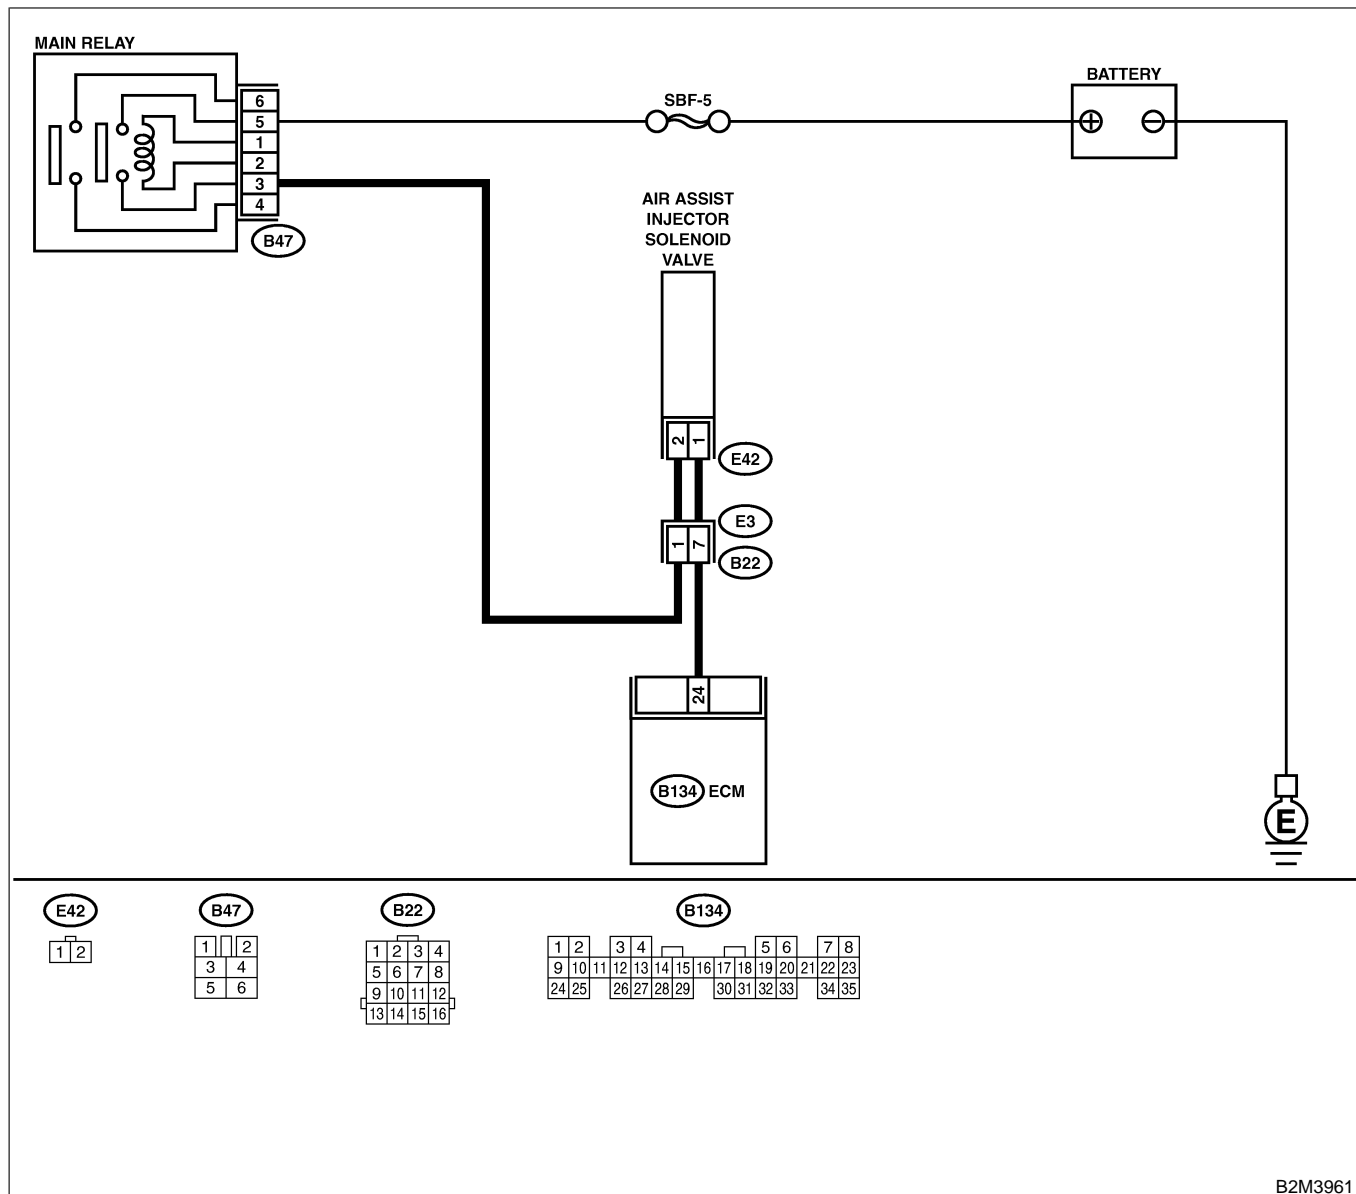 MAIN RELAY
6
5
1
2
3
4
B47
SBF-5
BATTERY
AIR ASSIST
INJECTOR
SOLENOID
VALVE
2 1
E42
E3
1 7
B22
24
B134 ECM
E
E42
1 2
B47
1 2
3 4
5 6
B22
1 2 3 4
5 6 7 8
9 10 11 12
13 14 15 16
B134
1 2 3 4 5 6 7 8
9 10 11 12 13 14 15 16 17 18 19 20 21 22 23
24 25 26 27 28 29 30 31 32 33 34 35
B2M3961